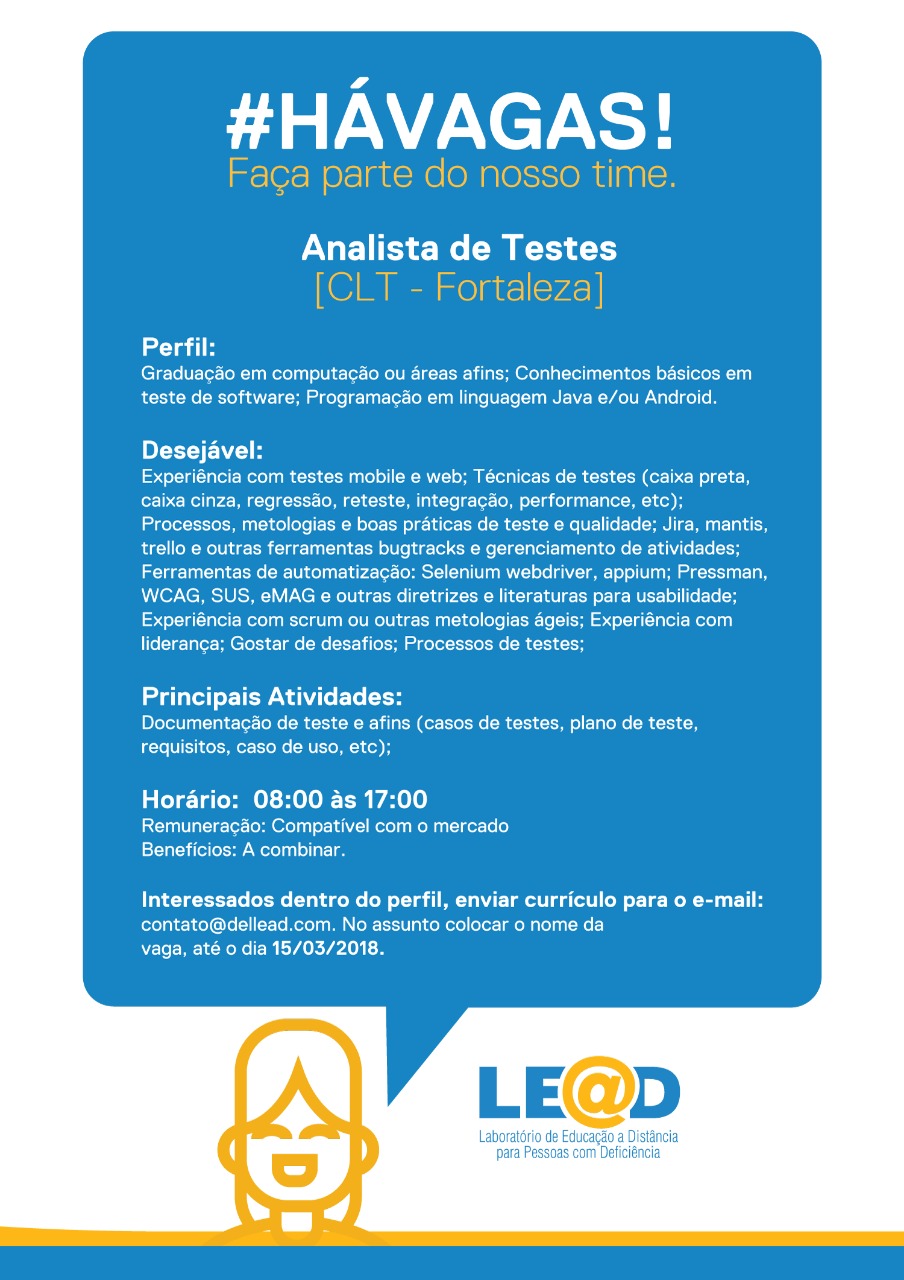 #HÁVAGAS!
Faça parte do nosso time.
Analista de Testes
[CLT - Fortaleza]
Perfil:
Graduação em computação ou áreas afins; Conhecimentos básicos em
teste de software; Programação em linguagem Java e/ou Android.
Desejável:
Experiência com testes mobile e web; Técnicas de testes (caixa preta,
caixa cinza, regressão, reteste, integração, performance, etc);
Processos, metologias e boas práticas de teste e qualidade; Jira, mantis,
trello e outras ferramentas bugtracks e gerenciamento de atividades;
Ferramentas de automatização: Selenium webdriver, appium; Pressman,
WCAG, SUS, eMAG e outras diretrizes e literaturas para usabilidade;
Experiência com scrum ou outras metologias ágeis; Experiência com
liderança; Gostar de desafios; Processos de testes;
Principais Atividades:
Documentação de teste e afins (casos de testes, plano de teste,
requisitos, caso de uso, etc);
Horário:  08:00 às 17:00
Remuneração: Compatível com o mercado
Benefícios: A combinar.
Interessados dentro do perfil, enviar currículo para o e-mail:
contato@dellead.com. No assunto colocar o nome da
vaga, até o dia 15/03/2018.
LE@D
Laboratório de Educação a Distância
para Pessoas com Deficiência